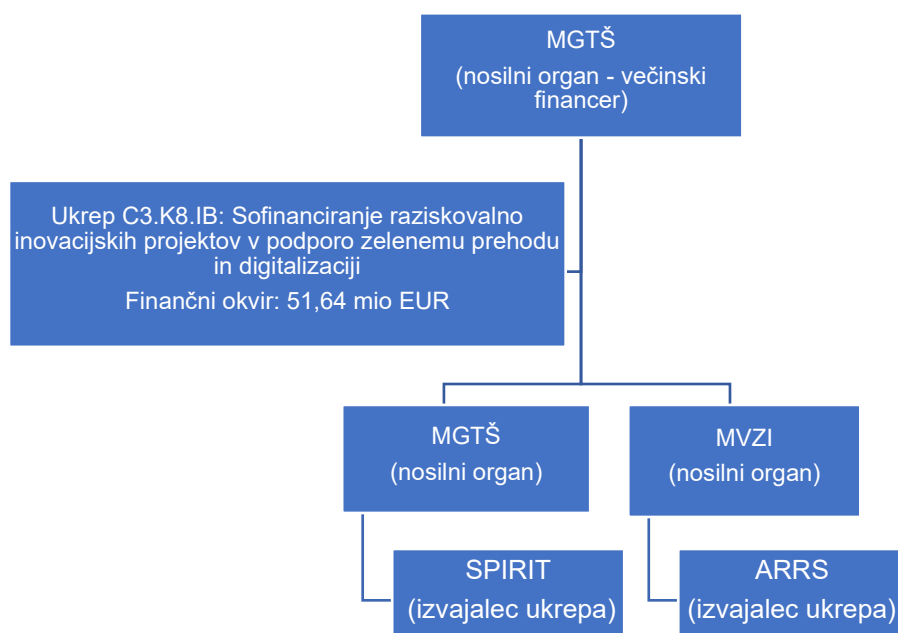 MGTŠ
(nosilni organ - večinski
financer)
Ukrep C3.K8.IB: Sofinanciranje raziskovalno
inovacijskih projektov v podporo zelenemu prehodu
in digitalizaciji
Finančni okvir: 51,64 mio EUR
MGTŠ
(nosilni organ)
MVZI
(nosilni organ)
SPIRIT
(izvajalec ukrepa)
ARRS
(izvajalec ukrepa)